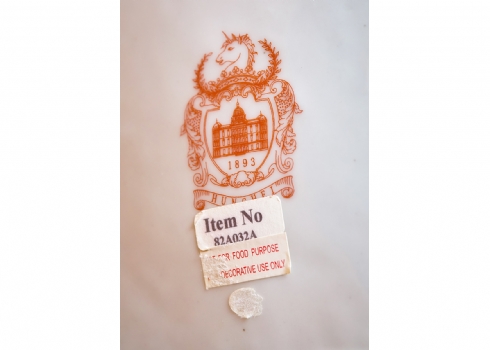 1893
Item No
82A032A
FOR FOOD PURPOSE
DECORATIVE USE ONLY